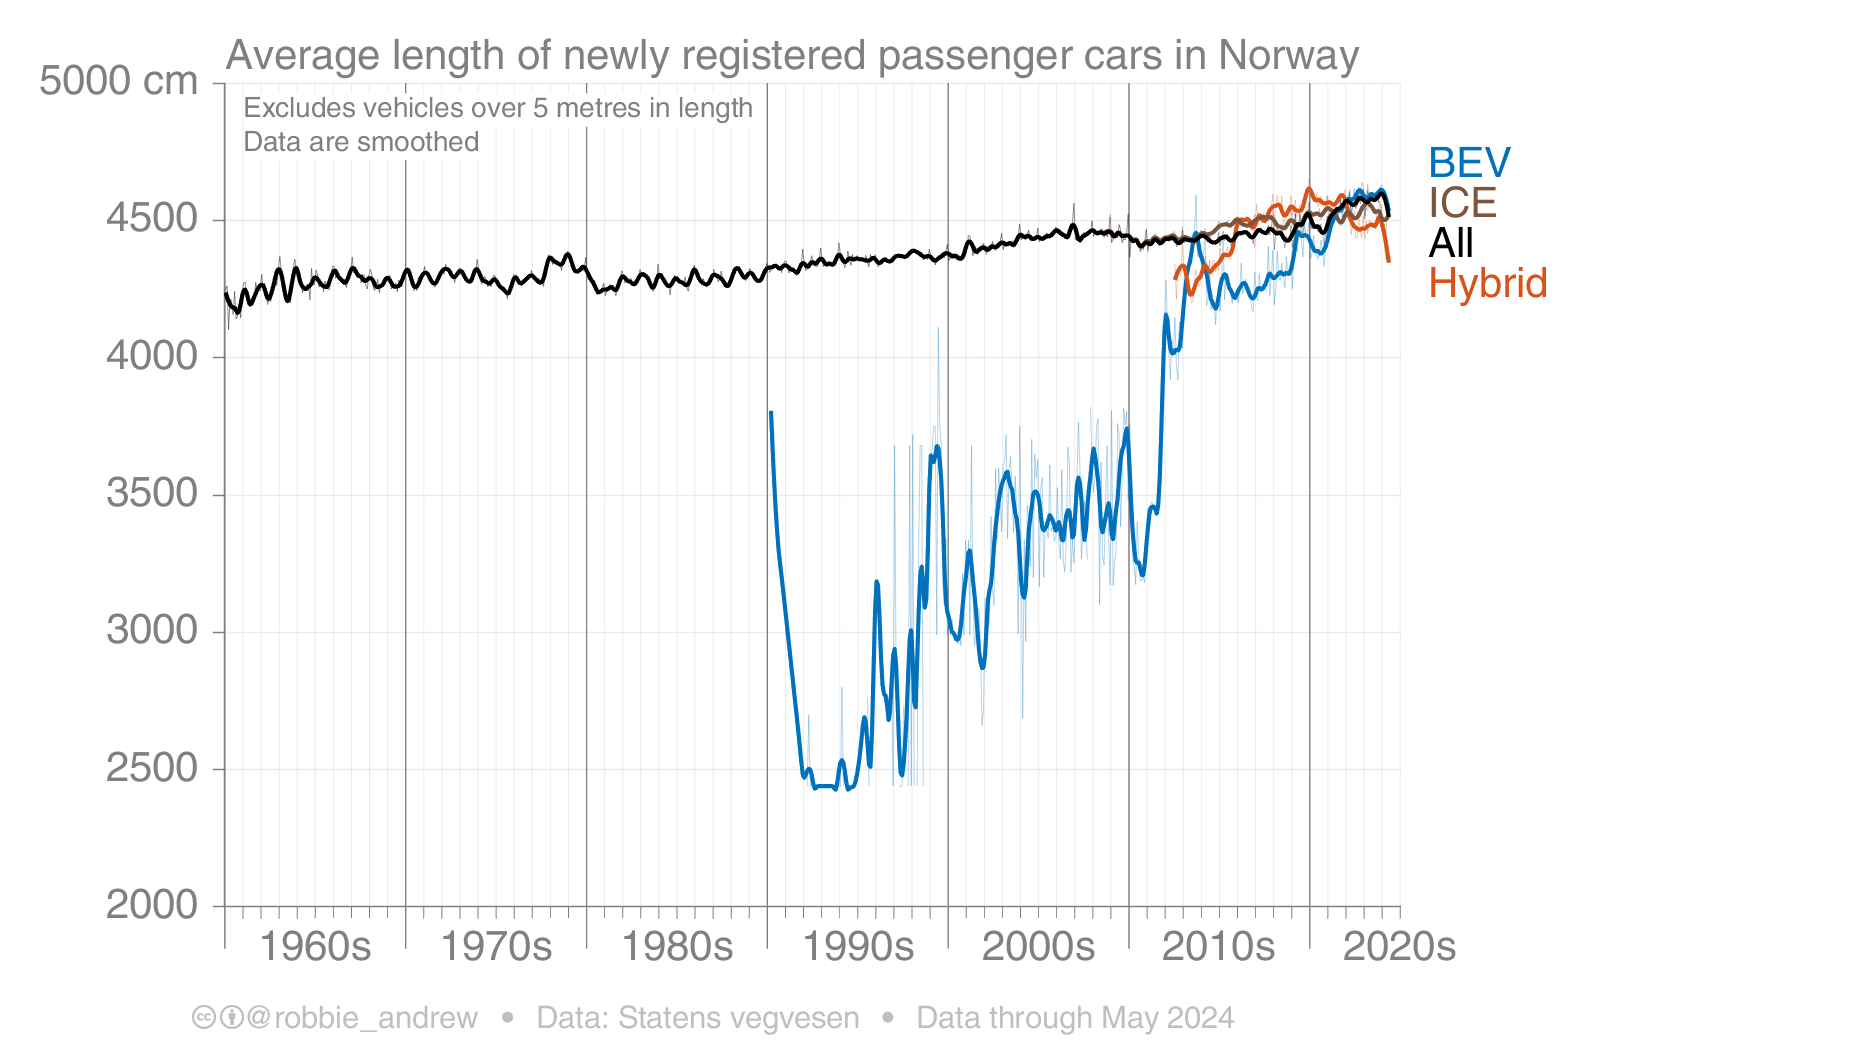 Average length of newly registered passenger cars in Norway
5000 cm
Excludes vehicles over 5 metres in length
Data are smoothed
4500
4000
3500
3000
2500
2000
BEV
ICE
All
Hybrid
1960s 1970s 1980s 1990s 2000s 2010s 2020s
cc @robbie_andrew • Data: Statens vegvesen • Data through May 2024